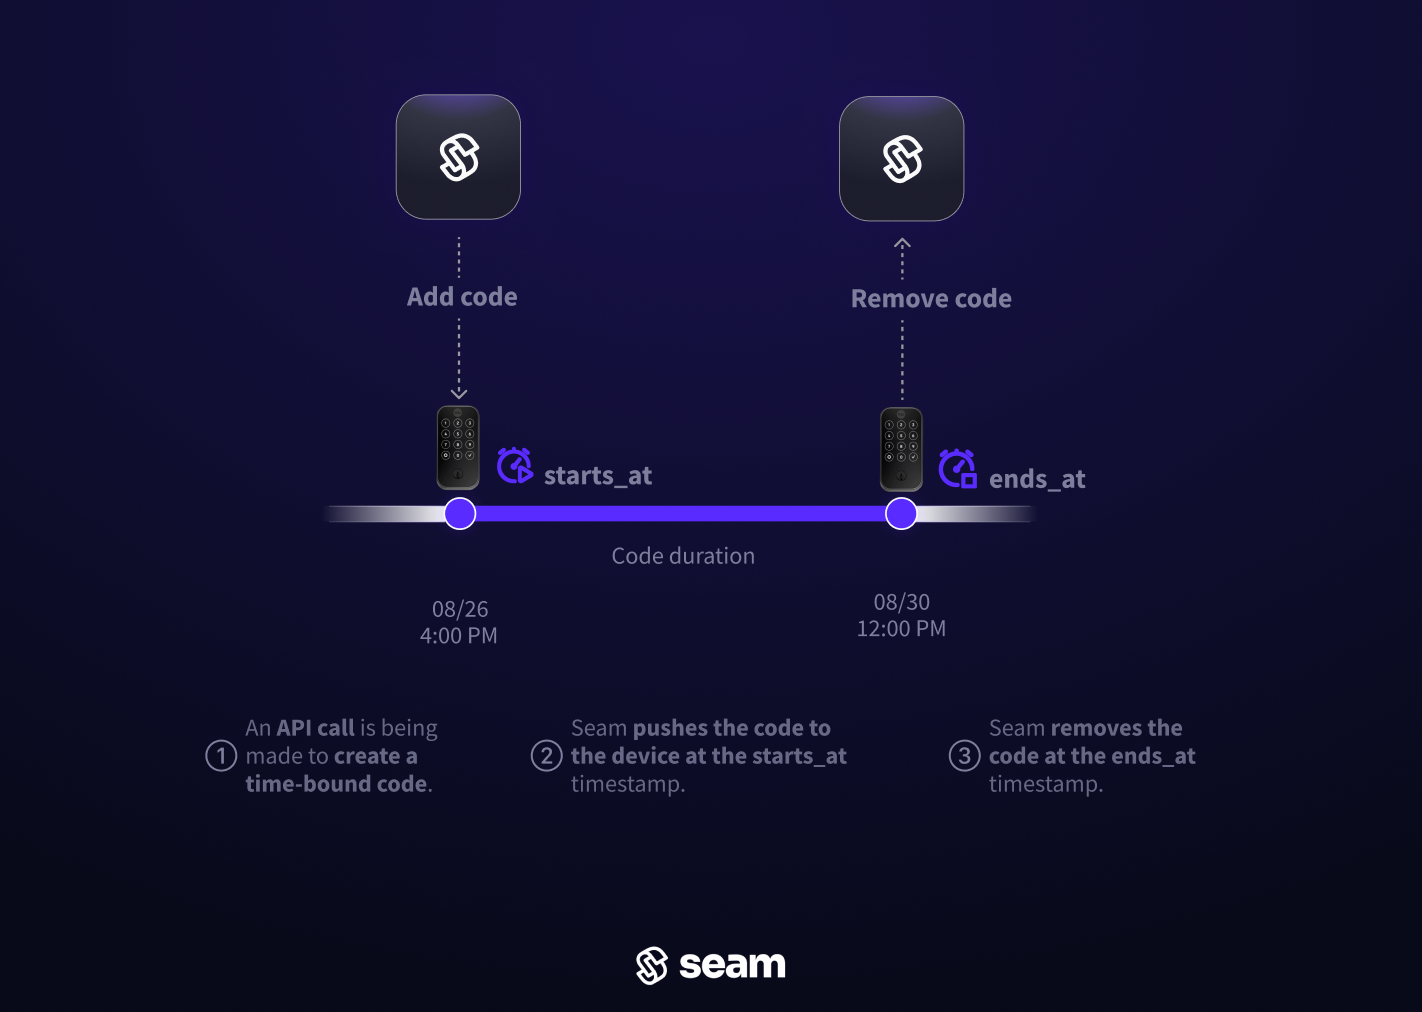 Add code
Remove code
starts_at
ends_at
Code duration
08/26
4:00 PM
08/30
12:00 PM
1
An API call is being
made to create a
time-bound code.
2
Seam pushes the code to
the device at the starts_at
timestamp.
3
Seam removes the
code at the ends_at
timestamp.
seam